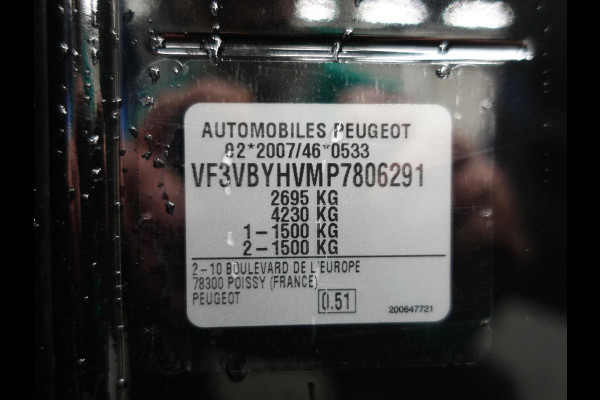 AUTOMOBILES PEUGEOT
02*2007/46*0533
VF3VBYHVMP7806291
2695 KG
4230 KG
1-1500 KG
2-1500 KG
2-10 BOULEVARD DE L'EUROPE
78300 POISSY (FRANCE)
PEUGEOT
0.51
200647721